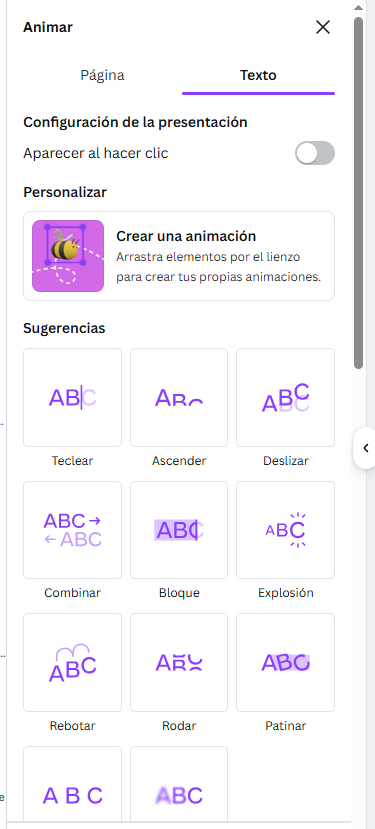 Animar
Página
Texto
Configuración de la presentación
Aparecer al hacer clic
Personalizar
Crear una animación
Arrastra elementos por el lienzo
para crear tus propias animaciones.
Sugerencias
ABC
ABC
ABC
Teclear
Ascender
Deslizar
ABC
ABC
ABC
ABC
Combinar
Bloque
Explosión
ABC
ABC
ABC
Rebotar
Rodar
Patinar
A B C
ABC